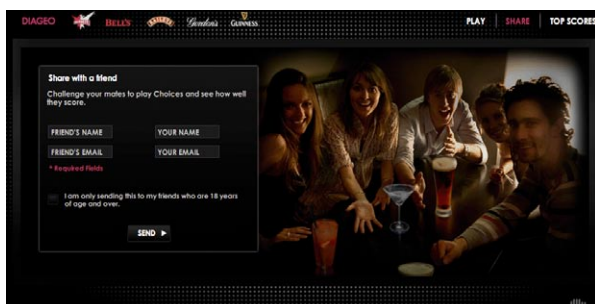 DIAGEO
BELL'S
BAILEYS
Gordon's
GUINNESS
PLAY
SHARE
TOP SCORES
Share with a friend
Challenge your mates to play Choices and see how well
they score.
FRIEND'S NAME
YOUR NAME
FRIEND'S EMAIL
YOUR EMAIL
* Required Fields
I am only sending this to my friends who are 18 years
of age and over.
SEND